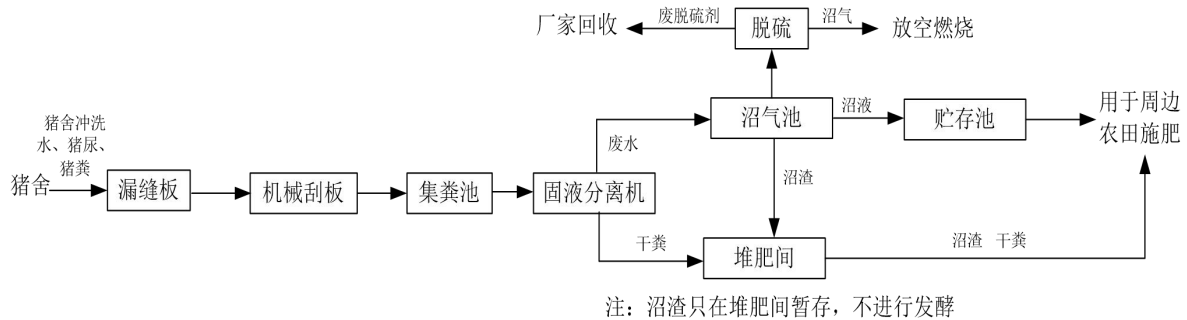 厂家回收
废脱硫剂
脱硫
沼气
放空燃烧
猪舍冲洗
水、猪尿、
猪粪
猪舍
漏缝板
机械刮板
集粪池
固液分离机
废水
沼气池
沼液
贮存池
用于周边
农田施肥
沼渣
干粪
堆肥间
沼渣 干粪
注：沼渣只在堆肥间暂存，不进行发酵